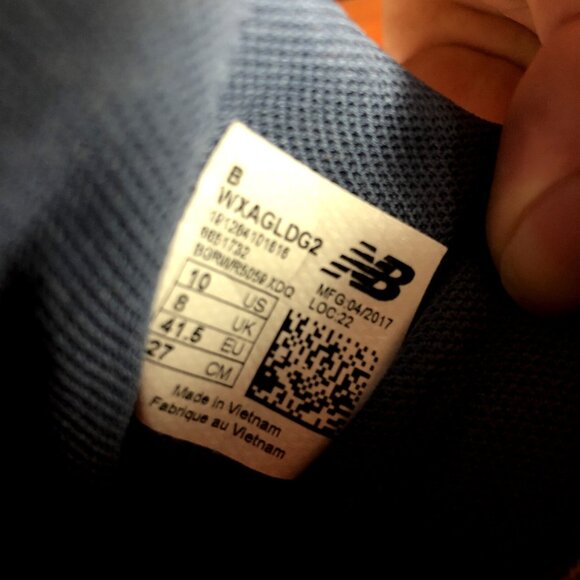 B
WXAGLDG2
NB
MFG:04/2017
LOC:22
10 US
8 UK
41.5 EU
27 CM
Made in Vietnam
Fabrique au Vietnam